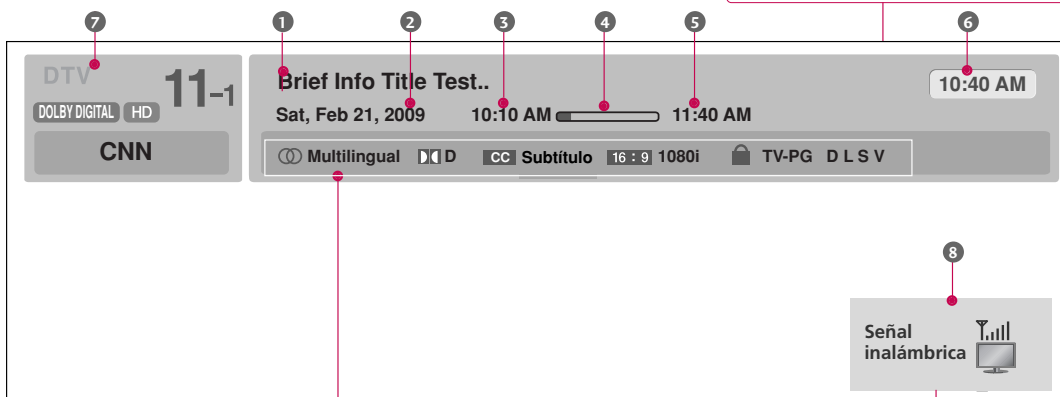 7 1 2 3 4 5 6
DTV 11-1
DOLBY DIGITAL HD
CNN
Brief Info Title Test..
10:40 AM
Sat, Feb 21, 2009 10:10 AM 11:40 AM
Multilingual D CC Subtítulo 16 : 9 1080i TV-PG D L S V
8
Señal
inalámbrica